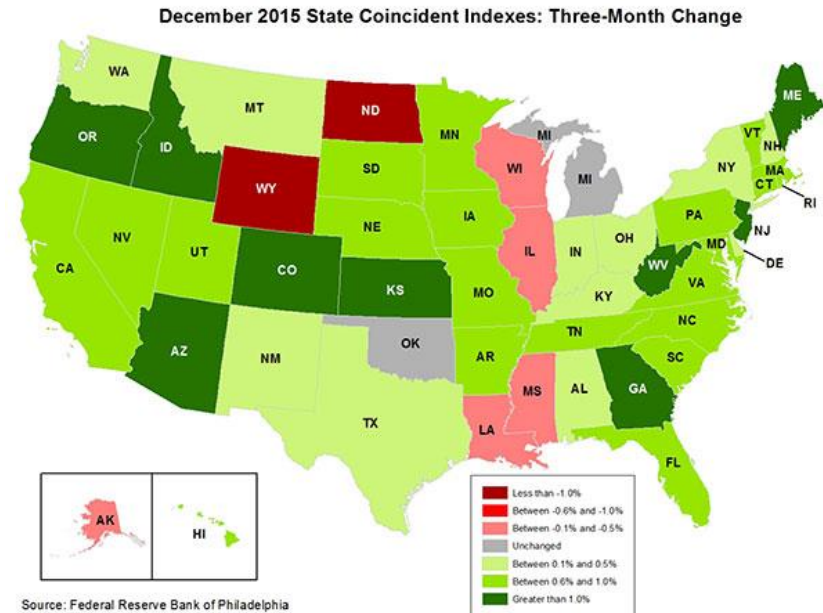 December 2015 State Coincident Indexes: Three-Month Change
WA
MT
ND
MN
ME
OR
ID
WY
SD
WI
MI
MI
VT
NH
NY
MA
CT
RI
NV
UT
NE
IA
IL
IN
OH
PA
NJ
MD
DE
CA
CO
KS
MO
KY
WV
VA
AZ
NM
OK
AR
TN
NC
SC
TX
LA
MS
AL
GA
FL
AK
HI
Less than -1.0%
Between -0.6% and -1.0%
Between -0.1% and -0.5%
Unchanged
Between 0.1% and 0.5%
Between 0.6% and 1.0%
Greater than 1.0%
Source: Federal Reserve Bank of Philadelphia